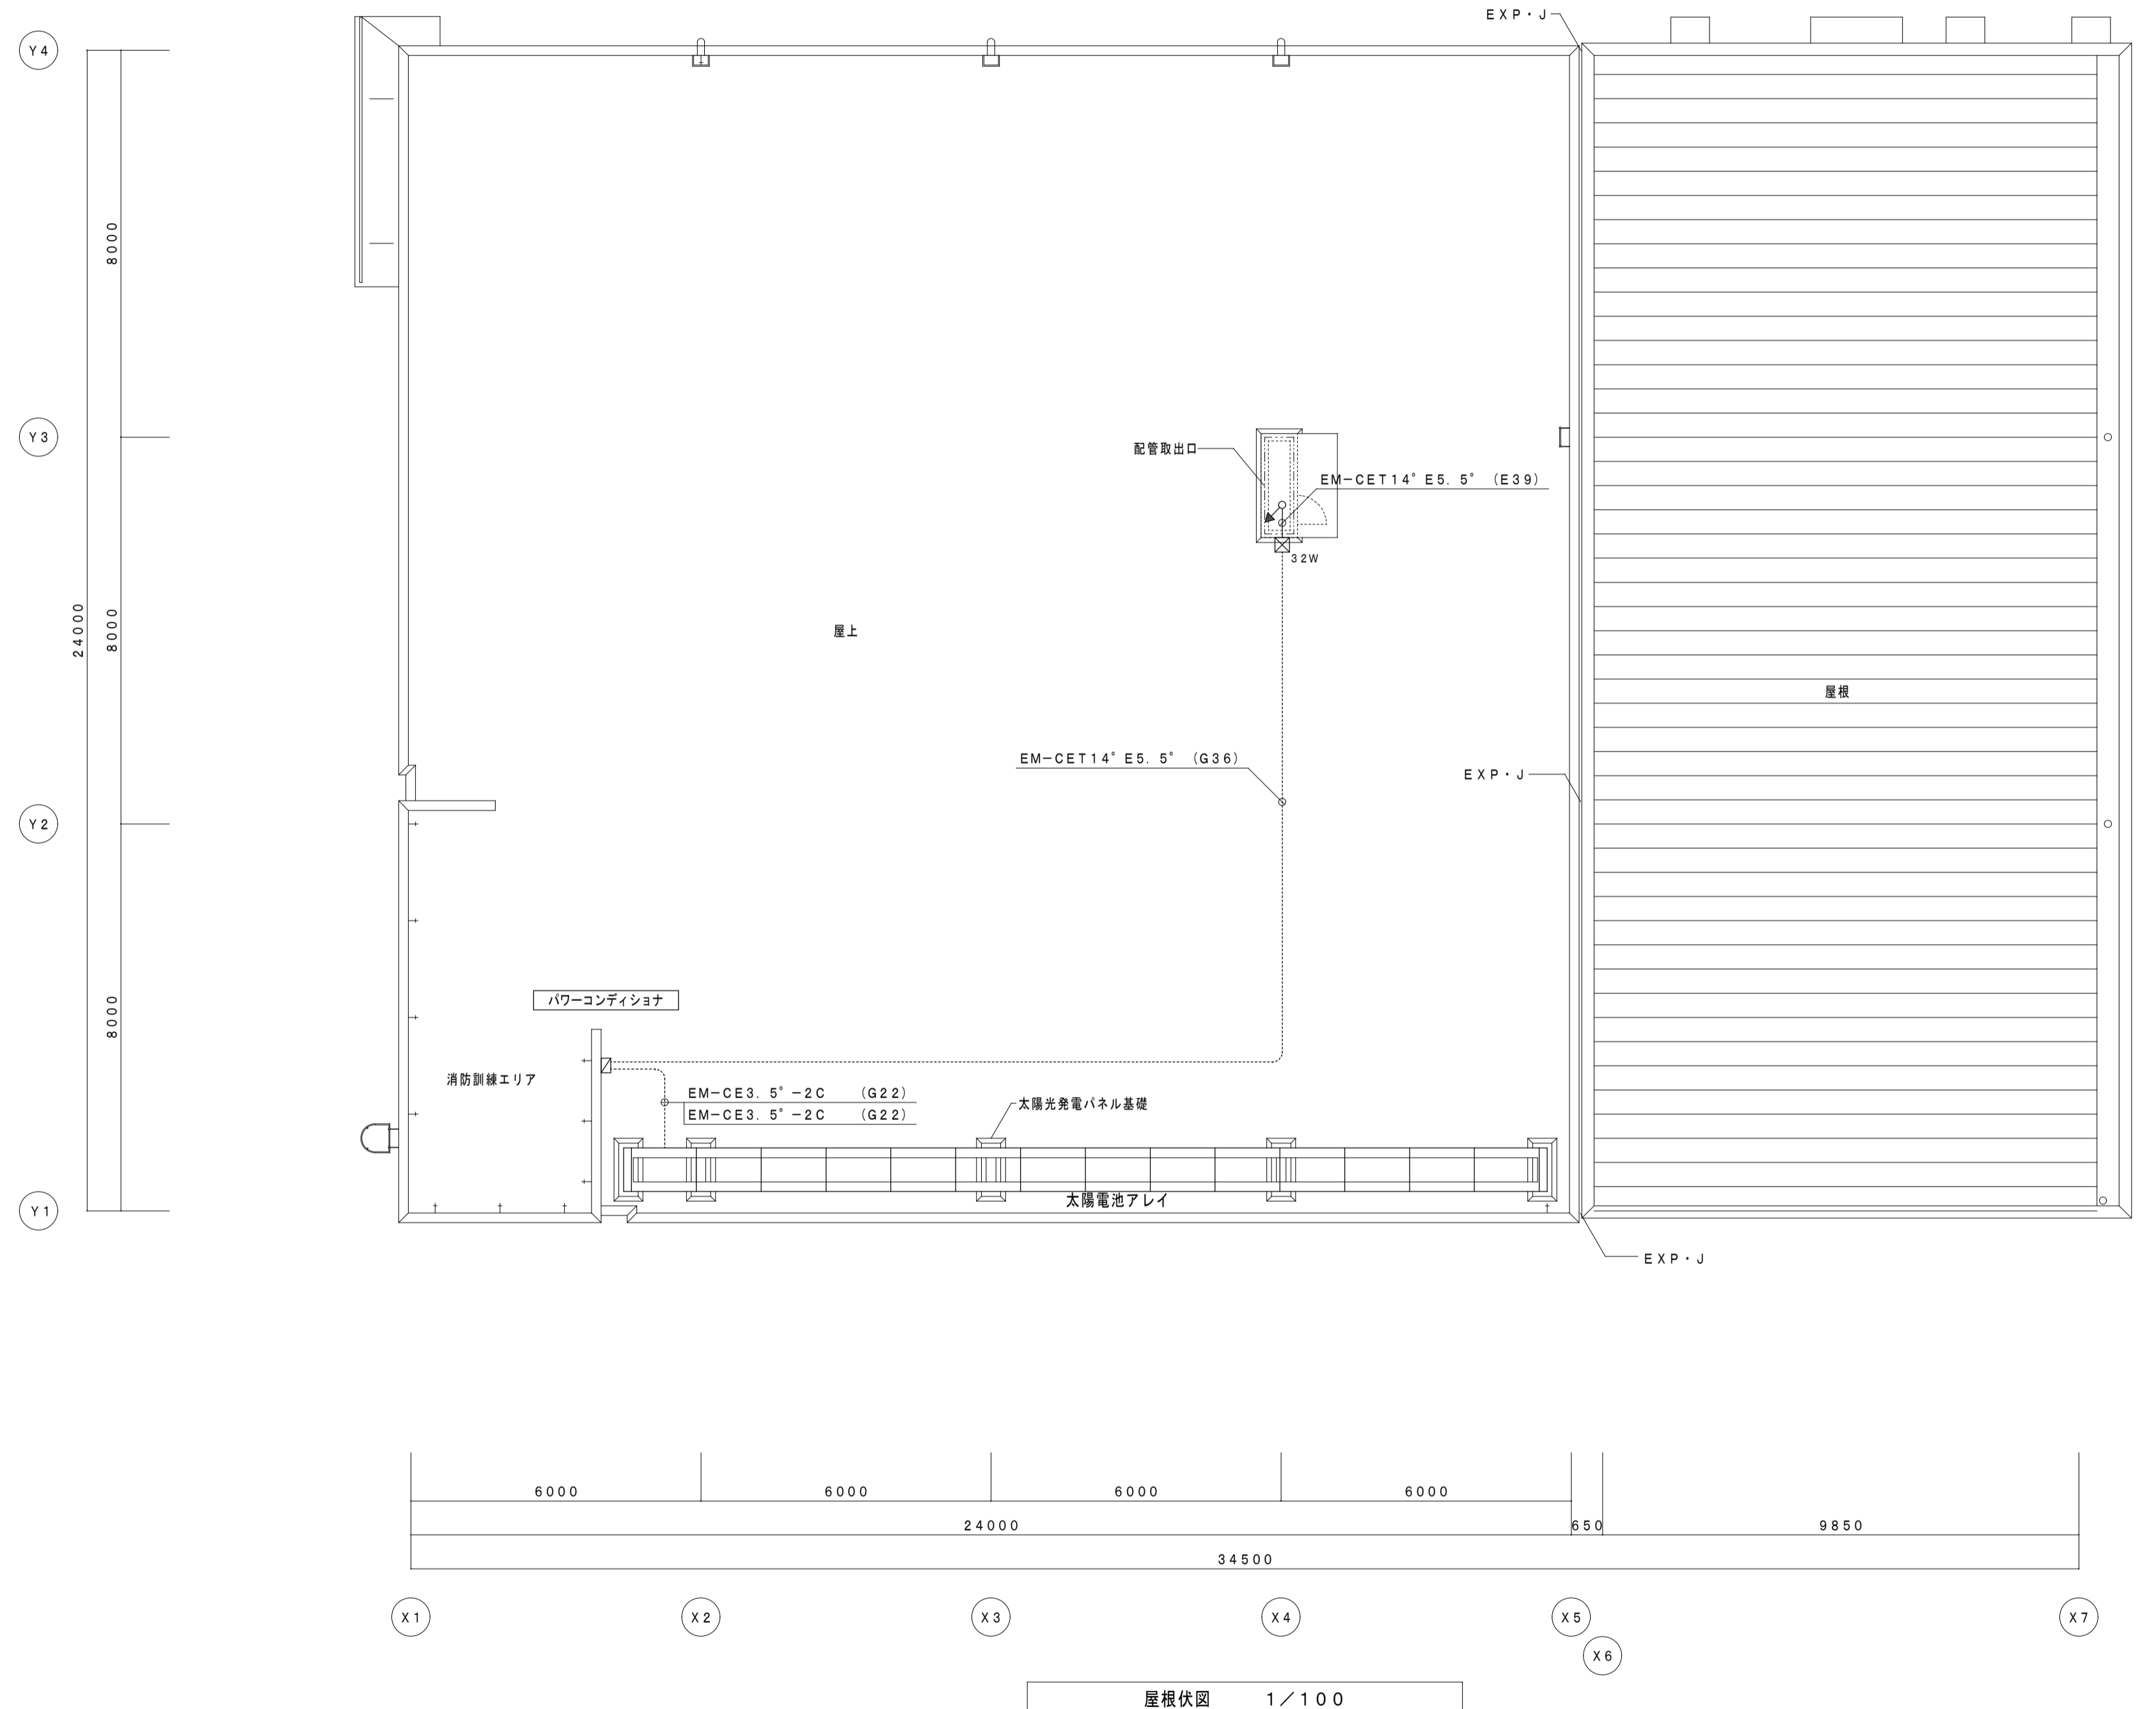 EXP・J
Y4
8000
Y3
配管取出口
EM-CET14゜E5.5゜ (E39)
32W
24000
8000
屋上
屋根
EM-CET14゜E5.5゜ (G36)
EXP・J
Y2
8000
パワーコンディショナ
消防訓練エリア
EM-CE3.5゜-2C (G22)
EM-CE3.5゜-2C (G22)
太陽光発電パネル基礎
太陽電池アレイ
Y1
EXP・J
6000 6000 6000 6000
24000 650 9850
34500
X1 X2 X3 X4 X5 X7
X6
屋根伏図 1/100